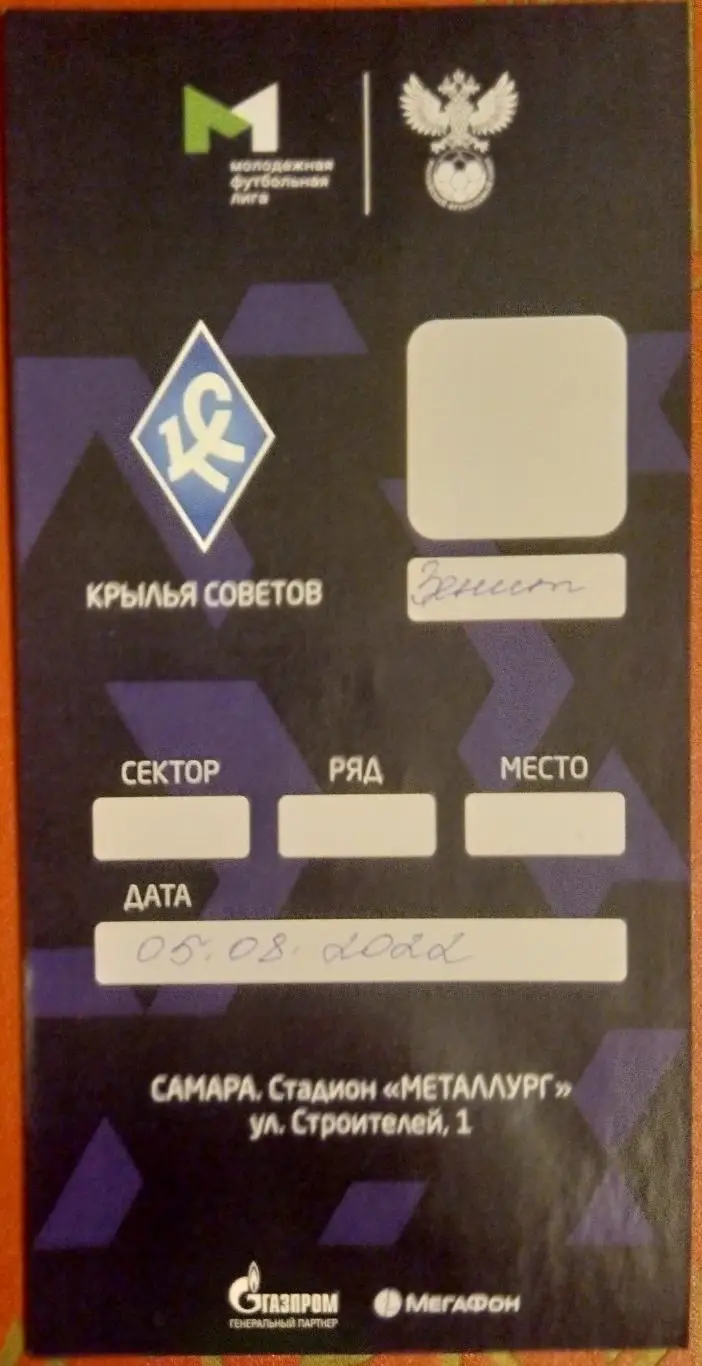 молодежная
футбольная
лига
КРЫЛЬЯ СОВЕТОВ
Зенит
СЕКТОР РЯД МЕСТО
ДАТА
05.08.2022
САМАРА. Стадион «МЕТАЛЛУРГ»
ул. Строителей, 1
ГАЗПРОМ МЕГАФОН
ГЕНЕРАЛЬНЫЙ ПАРТНЕР